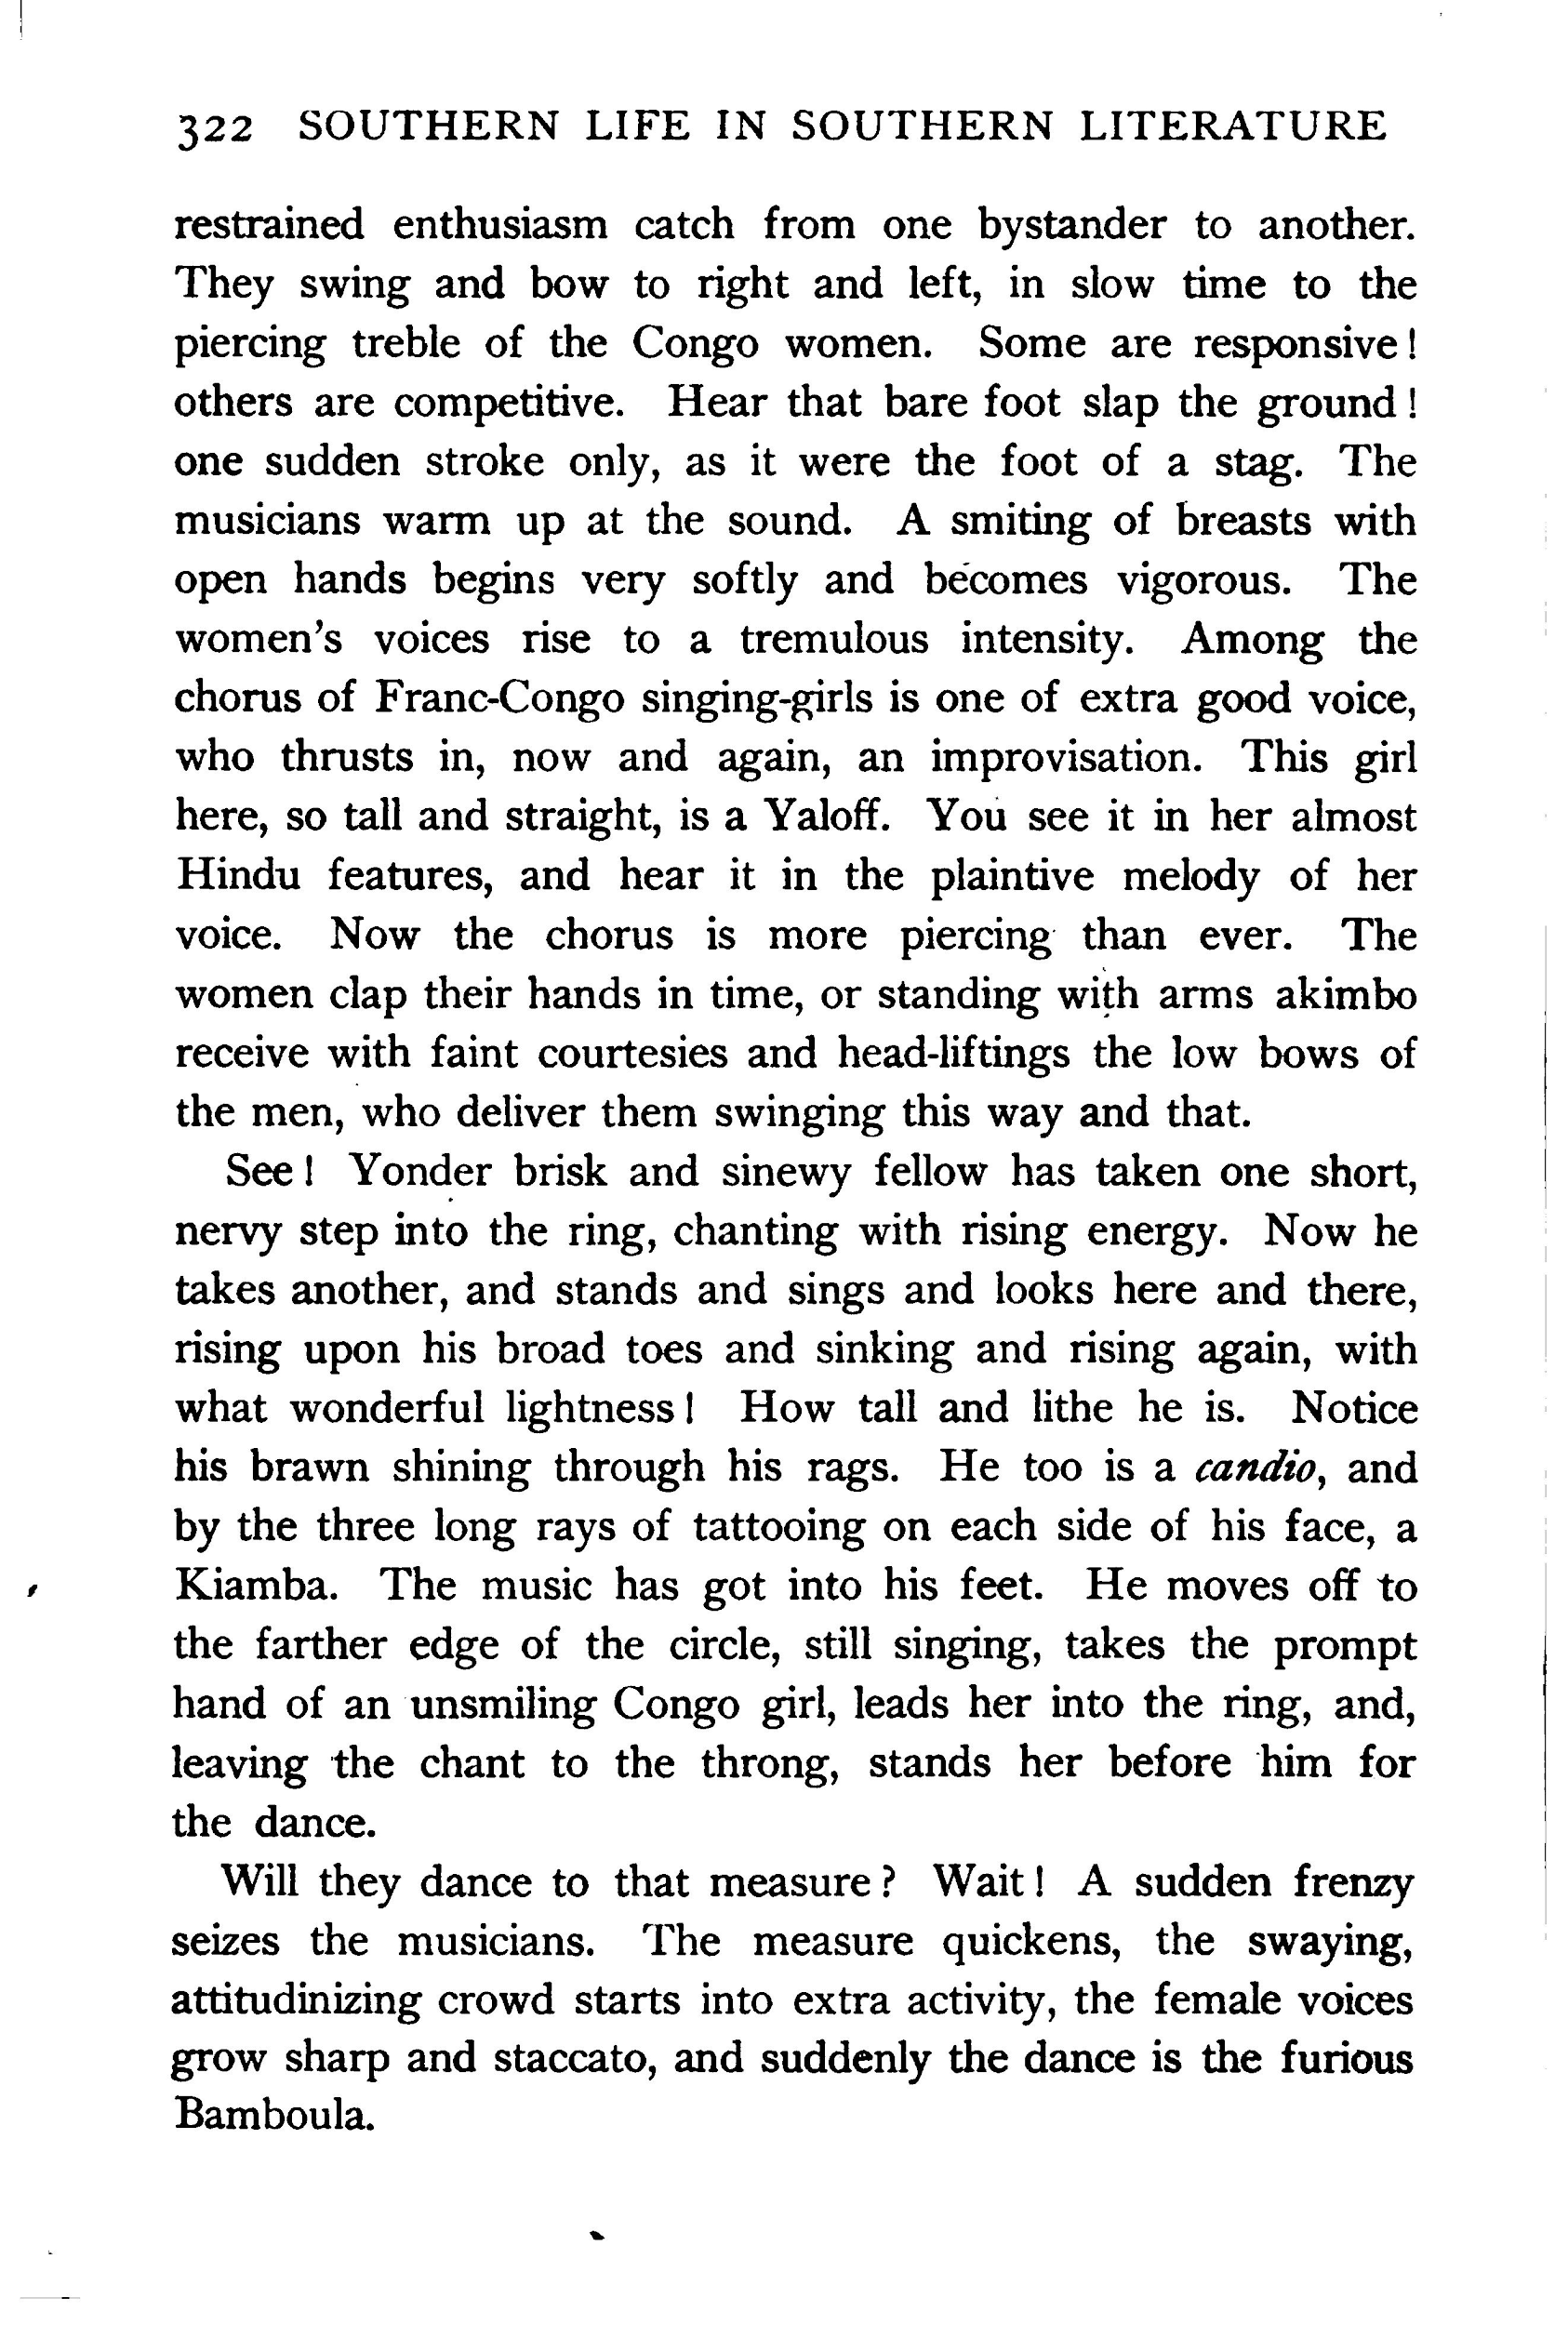 322 SOUTHERN LIFE IN SOUTHERN LITERATURE
restrained enthusiasm catch from one bystander to another.
They swing and bow to right and left, in slow time to the
piercing treble of the Congo women. Some are responsive!
others are competitive. Hear that bare foot slap the ground!
one sudden stroke only, as it were the foot of a stag. The
musicians warm up at the sound. A smiting of breasts with
open hands begins very softly and becomes vigorous. The
women's voices rise to a tremulous intensity. Among the
chorus of Franc-Congo singing-girls is one of extra good voice,
who thrusts in, now and again, an improvisation. This girl
here, so tall and straight, is a Yaloff. You see it in her almost
Hindu features, and hear it in the plaintive melody of her
voice. Now the chorus is more piercing than ever. The
women clap their hands in time, or standing with arms akimbo
receive with faint courtesies and head-liftings the low bows of
the men, who deliver them swinging this way and that.
See! Yonder brisk and sinewy fellow has taken one short,
nervy step into the ring, chanting with rising energy. Now he
takes another, and stands and sings and looks here and there,
rising upon his broad toes and sinking and rising again, with
what wonderful lightness! How tall and lithe he is. Notice
his brawn shining through his rags. He too is a candio, and
by the three long rays of tattooing on each side of his face, a
Kiamba. The music has got into his feet. He moves off to
the farther edge of the circle, still singing, takes the prompt
hand of an unsmiling Congo girl, leads her into the ring, and,
leaving the chant to the throng, stands her before him for
the dance.
Will they dance to that measure? Wait! A sudden frenzy
seizes the musicians. The measure quickens, the swaying,
attitudinizing crowd starts into extra activity, the female voices
grow sharp and staccato, and suddenly the dance is the furious
Bamboula.